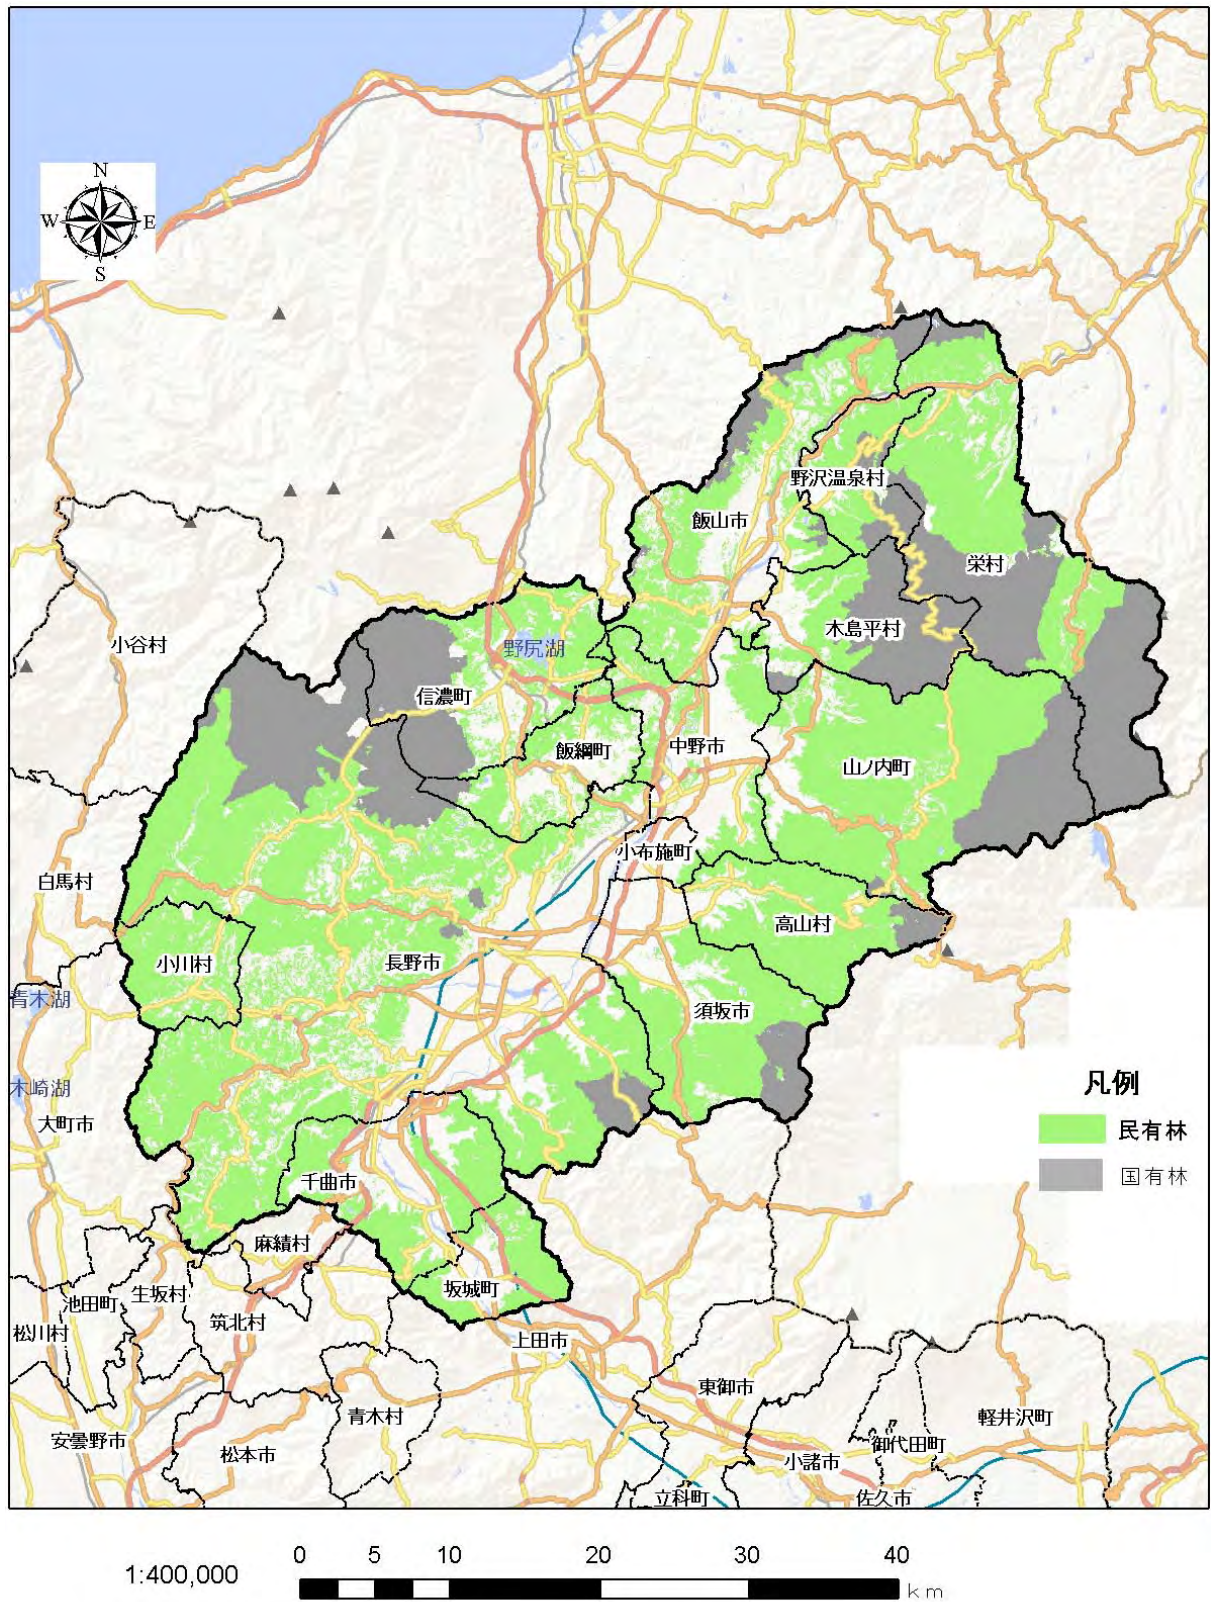 N
W E
S
野沢温泉村
飯山市
栄村
木島平村
小谷村
野尻湖
信濃町
飯綱町
中野市
山ノ内町
小布施町
白馬村
高山村
小川村
長野市
青木湖
須坂市
木崎湖
大町市
凡例
民有林
国有林
千曲市
麻績村
坂城町
生坂村
池田町
筑北村
松川村
上田市
東御市
青木村
軽井沢町
安曇野市
松本市
御代田町
小諸市
立科町
佐久市
0 5 10 20 30 40
1:400,000
km